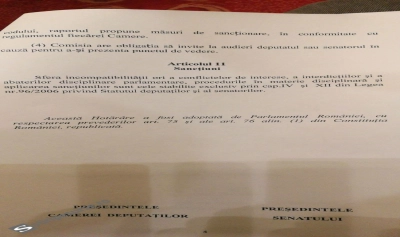 codului, raportul propune măsuri de sancționare, în conformitate cu
regulamentul fiecărei Camere.
(4) Comisia are obligația să invite la audieri deputatul sau senatorul în
cauză pentru a-și prezenta punctul de vedere.
Articolul 11
Sancțiuni
Sfera incompatibilității ori a conflictelor de interese, a interdicțiilor și a
abaterilor disciplinare parlamentare, procedurile în materie disciplinară și
aplicarea sancțiunilor sunt cele stabilite exclusiv prin cap.IV și XII din Legea
nr.96/2006 privind Statutul deputaților și al senatorilor.
Această Hotărâre a fost adoptată de Parlamentul României, cu
respectarea prevederilor art. 75 și ale art. 76 alin. (1) din Constituția
României, republicată.
PREȘEDINTELE
CAMEREI DEPUTAȚILOR
PREȘEDINTELE
SENATULUI